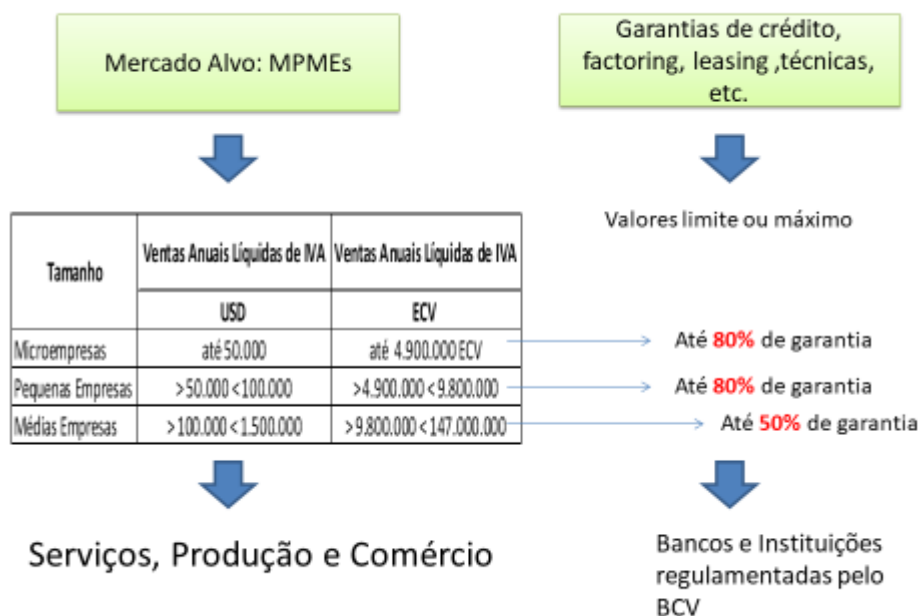 Mercado Alvo: MPMEs
Garantias de crédito,
factoring, leasing ,técnicas,
etc.
Valores limite ou máximo
Tamanho
Ventas Anuais Líquidas de IVA
Ventas Anuais Líquidas de IVA
USD
ECV
Microempresas
até 50.000
até 4.900.000 ECV
Até 80% de garantia
Pequenas Empresas
>50.000 <100.000
>4.900.000 <9.800.000
Até 80% de garantia
Médias Empresas
>100.000 <1.500.000
>9.800.000 <147.000.000
Até 50% de garantia
Serviços, Produção e Comércio
Bancos e Instituições
regulamentadas pelo
BCV